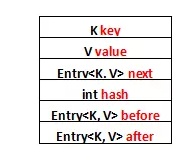 K key
V value
Entry<K, V> next
int hash
Entry<K, V> before
Entry<K, V> after